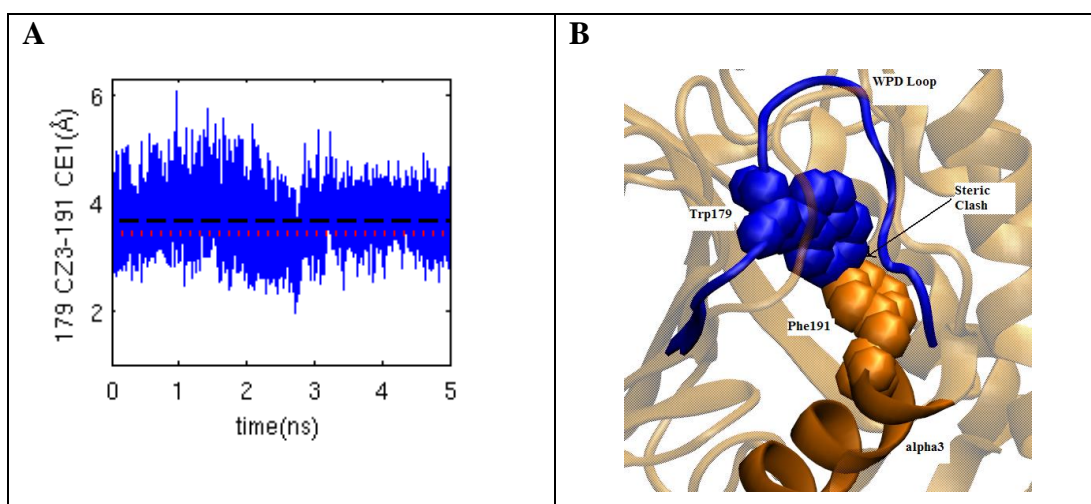 A
179 CZ3-191 CE1(Å)
6
4
2
0 1 2 3 4 5
time(ns)
B
WPD Loop
Trp179
Steric
Clash
Phe191
alpha3